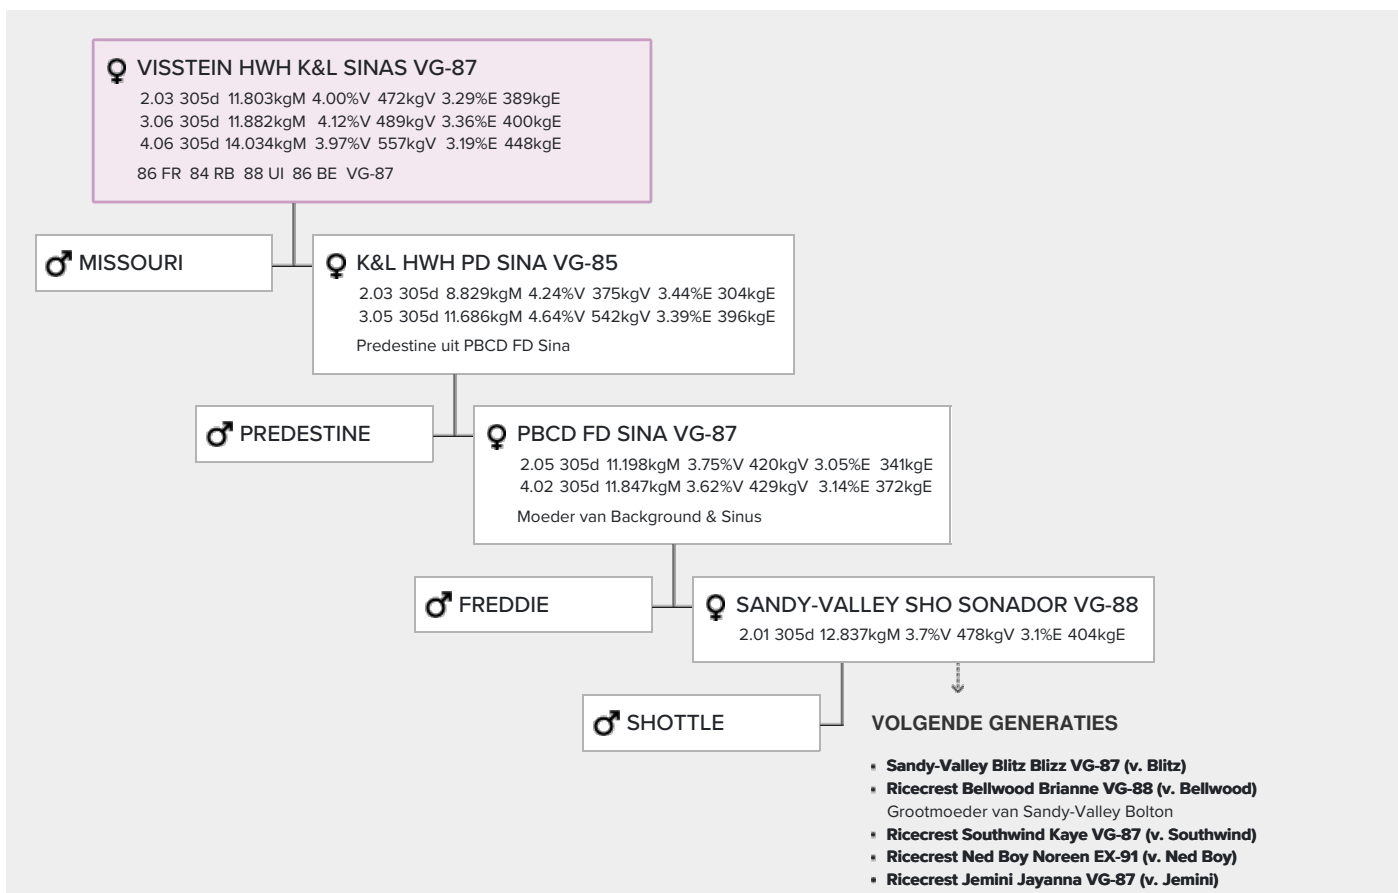 VISSTEIN HWH K&L SINAS VG-87
2.03 305d 11.803kgM 4.00%V 472kgV 3.29%E 389kgE
3.06 305d 11.882kgM 4.12%V 489kgV 3.36%E 400kgE
4.06 305d 14.034kgM 3.97%V 557kgV 3.19%E 448kgE
86 FR 84 RB 88 UI 86 BE VG-87
MISSOURI
K&L HWH PD SINA VG-85
2.03 305d 8.829kgM 4.24%V 375kgV 3.44%E 304kgE
3.05 305d 11.686kgM 4.64%V 542kgV 3.39%E 396kgE
Predestine uit PBCD FD Sina
PREDESTINE
PBCD FD SINA VG-87
2.05 305d 11.198kgM 3.75%V 420kgV 3.05%E 341kgE
4.02 305d 11.847kgM 3.62%V 429kgV 3.14%E 372kgE
Moeder van Background & Sinus
FREDDIE
SANDY-VALLEY SHO SONADOR VG-88
2.01 305d 12.837kgM 3.7%V 478kgV 3.1%E 404kgE
SHOTTLE
VOLGENDE GENERATIES
Sandy-Valley Blitz Blizz VG-87 (v. Blitz)
Ricecrest Bellwood Brianne VG-88 (v. Bellwood)
Grootmoeder van Sandy-Valley Bolton
Ricecrest Southwind Kaye VG-87 (v. Southwind)
Ricecrest Ned Boy Noreen EX-91 (v. Ned Boy)
Ricecrest Jemini Jayanna VG-87 (v. Jemini)